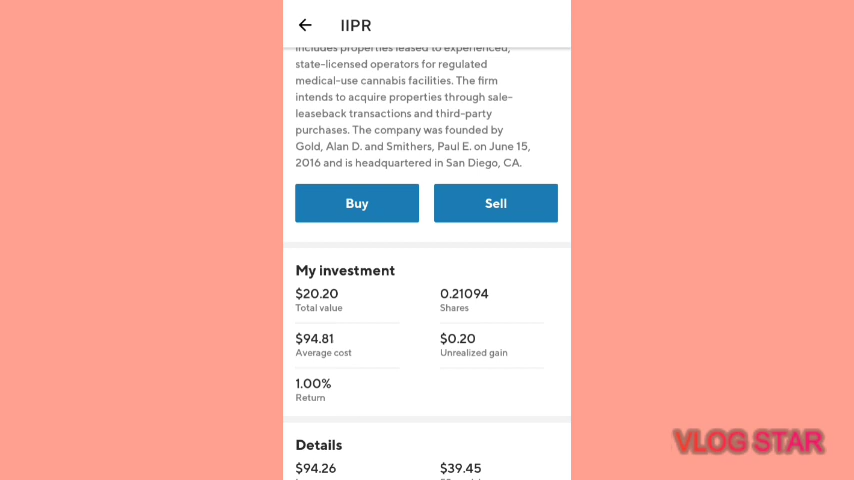 IIPR
includes properties leased to experienced,
state-licensed operators for regulated
medical-use cannabis facilities. The firm
intends to acquire properties through sale-
leaseback transactions and third-party
purchases. The company was founded by
Gold, Alan D. and Smithers, Paul E. on June 15,
2016 and is headquartered in San Diego, CA.
Buy Sell
My investment
$20.20 0.21094
Total value Shares
$94.81 $0.20
Average cost Unrealized gain
1.00%
Return
Details
$94.26 $39.45
VLOG STAR